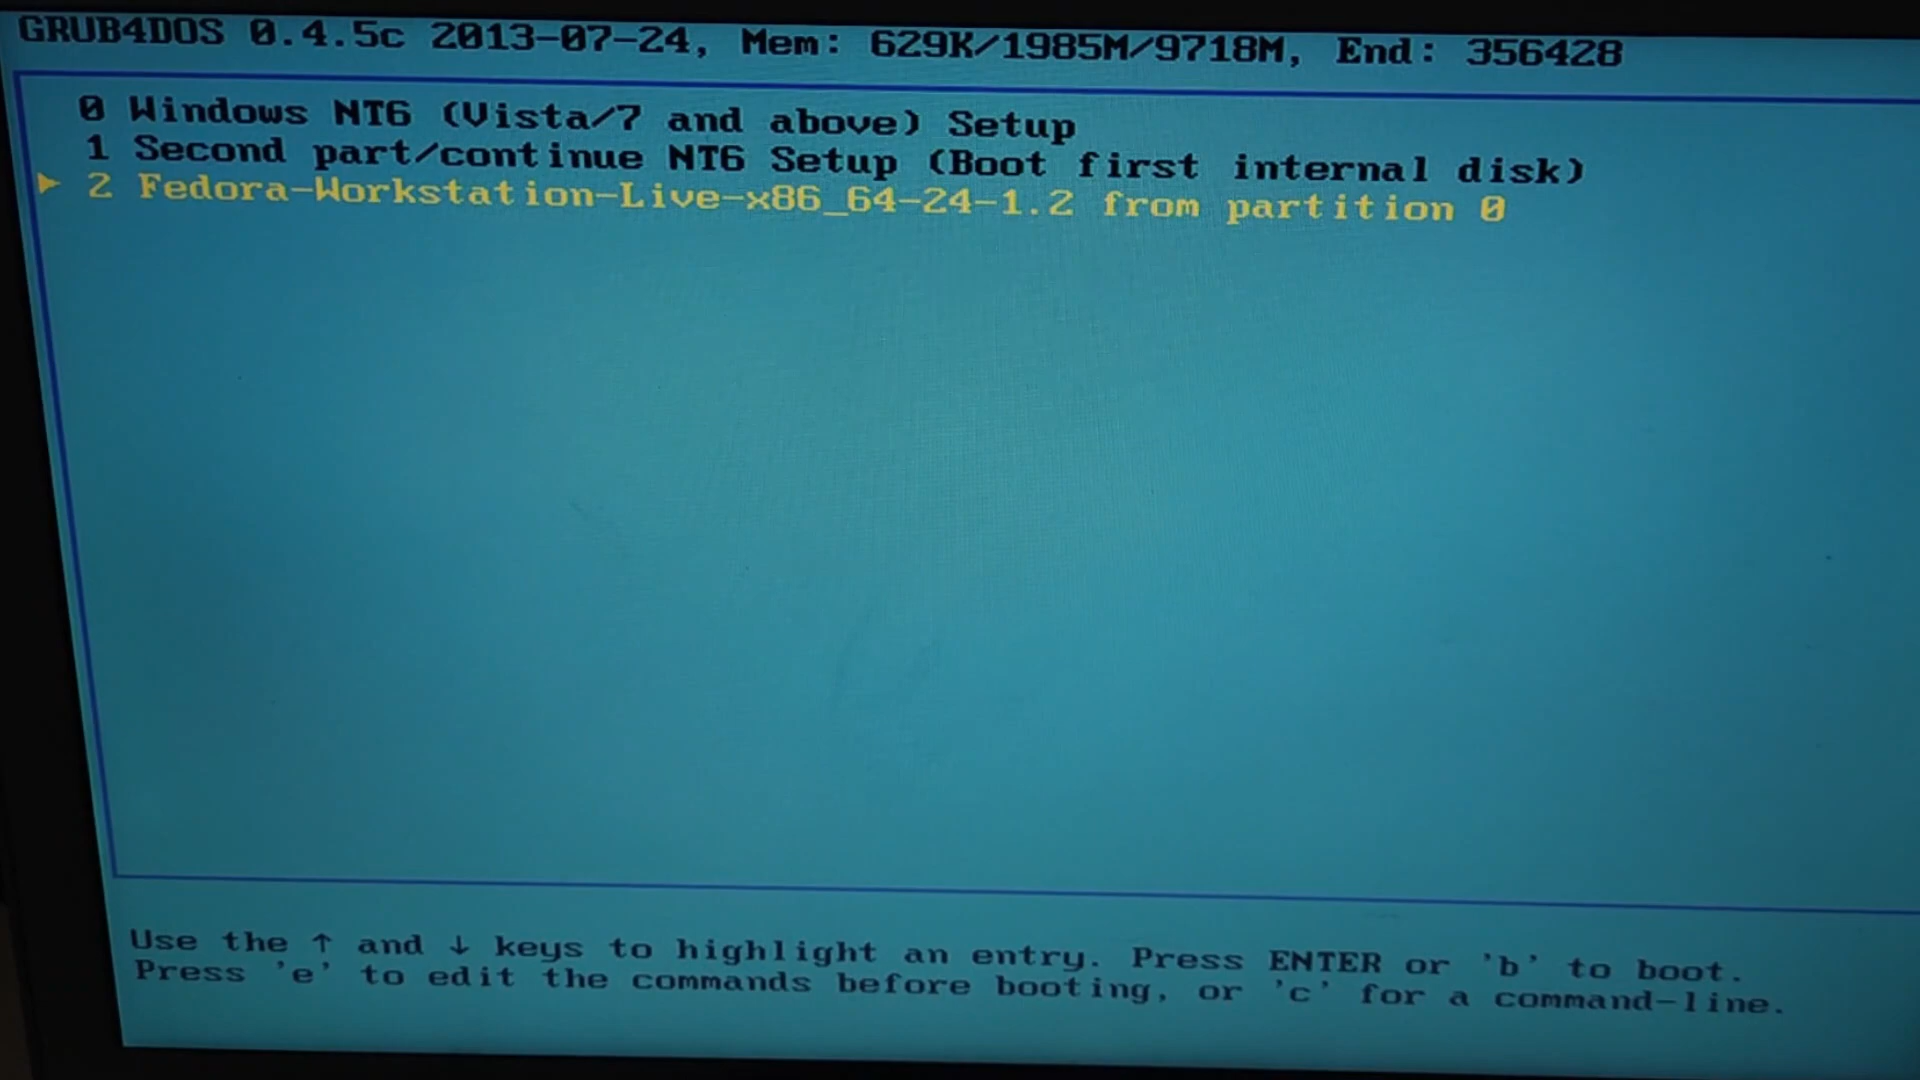 GRUB4DOS 0.4.5c 2013-07-24, Mem: 629K/1985M/9718M, End: 356428
0 Windows NT6 (Vista/7 and above) Setup
1 Second part/continue NT6 Setup (Boot first internal disk)
► 2 Fedora-Workstation-Live-x86_64-24-1.2 from partition 0
Use the ↑ and ↓ keys to highlight an entry. Press ENTER or 'b' to boot.
Press 'e' to edit the commands before booting, or 'c' for a command-line.